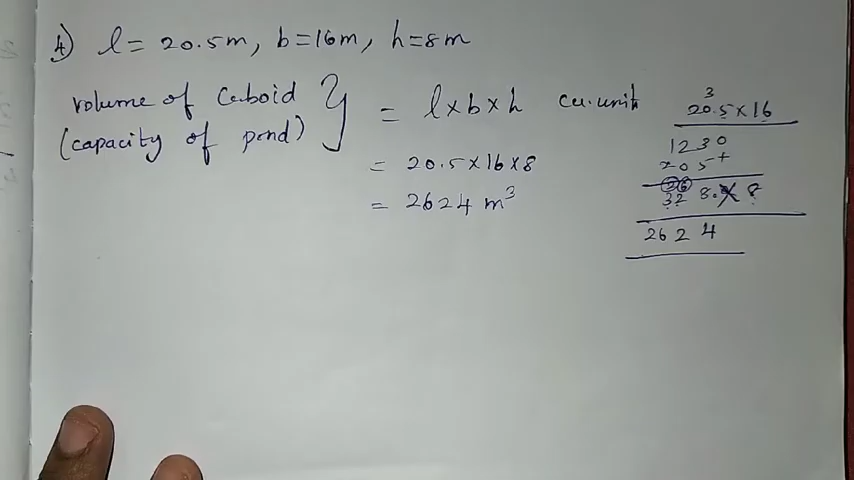 4) l = 20.5m, b=16m, h=8m
volume of Cuboid } = l×b×h cu.unit
(capacity of pond)
= 20.5×16×8
= 2624 m³
3
20.5×16
1230
205+
26
328.0×8
2624